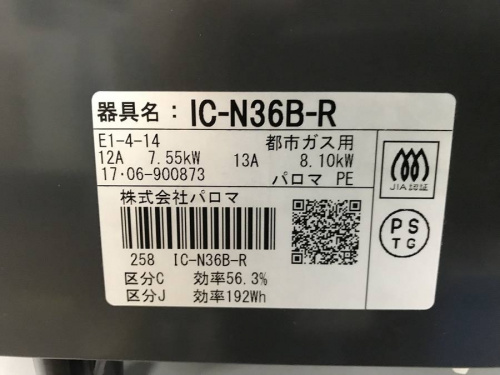 器具名：IC-N36B-R
E1-4-14 都市ガス用
12A 7.55kW 13A 8.10kW
17・06-900873 パロマ PE
株式会社パロマ
258 IC-N36B-R
区分C 効率56.3%
区分J 効率192Wh
JIA認証
PS
TG